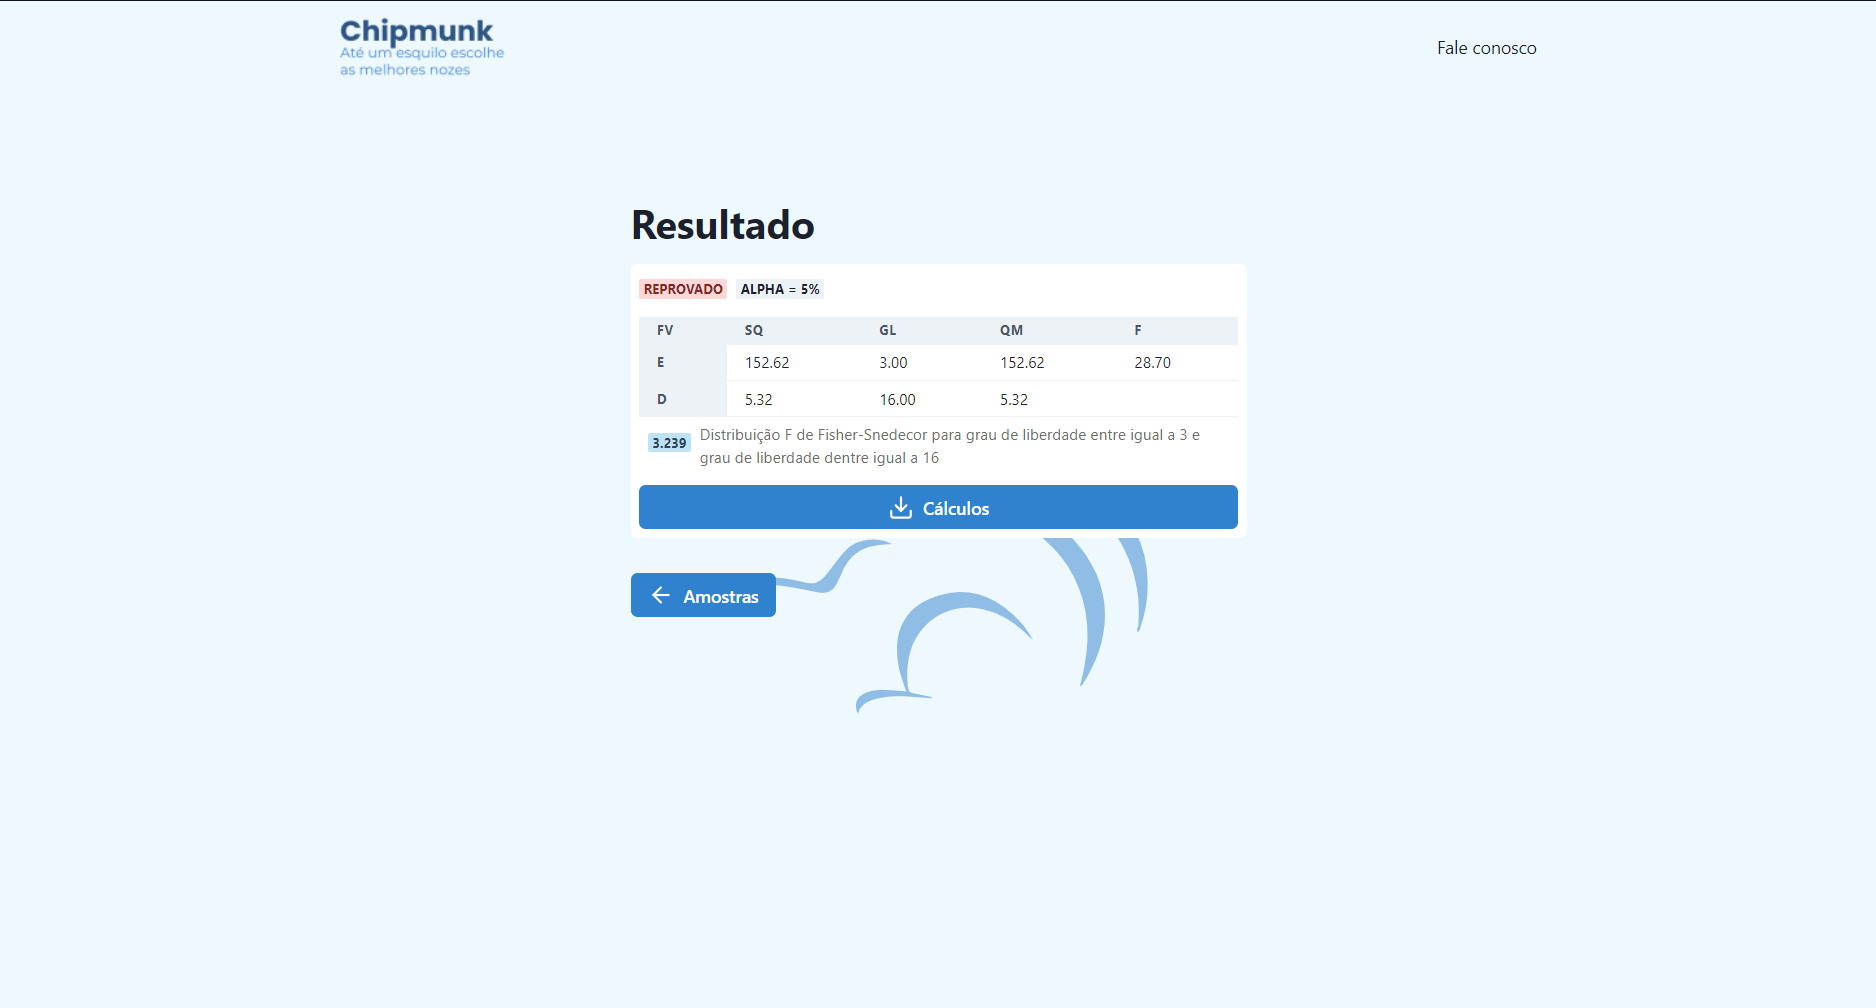 Chipmunk
Até um esquilo escolhe
as melhores nozes
Fale conosco
Resultado
REPROVADO ALPHA = 5%
FV SQ GL QM F
E 152.62 3.00 152.62 28.70
D 5.32 16.00 5.32
3.239 Distribuição F de Fisher-Snedecor para grau de liberdade entre igual a 3 e
grau de liberdade dentre igual a 16
Cálculos
Amostras